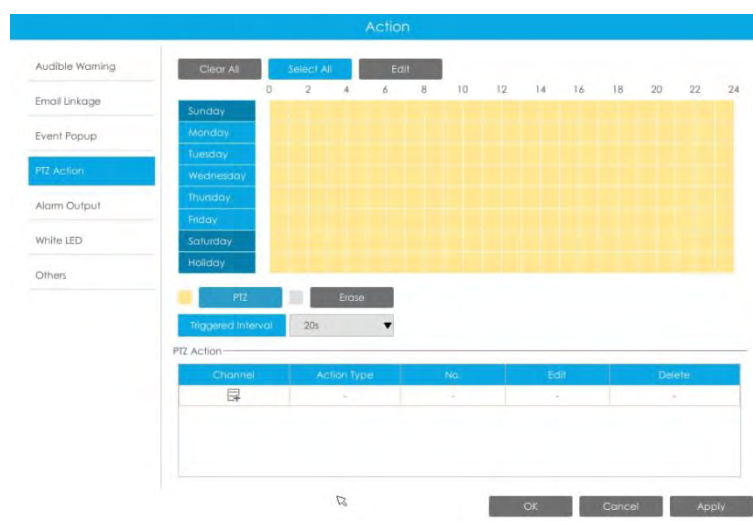 Action
Audible Warning
Email Linkage
Event Popup
PTZ Action
Alarm Output
White LED
Others
Clear All Select All Edit
0 2 4 6 8 10 12 14 16 18 20 22 24
Sunday
Monday
Tuesday
Wednesday
Thursday
Friday
Saturday
Holiday
PTZ Erase
Triggered Interval 20s
PTZ Action
Channel Action Type No. Edit Delete
- - - -
OK Cancel Apply